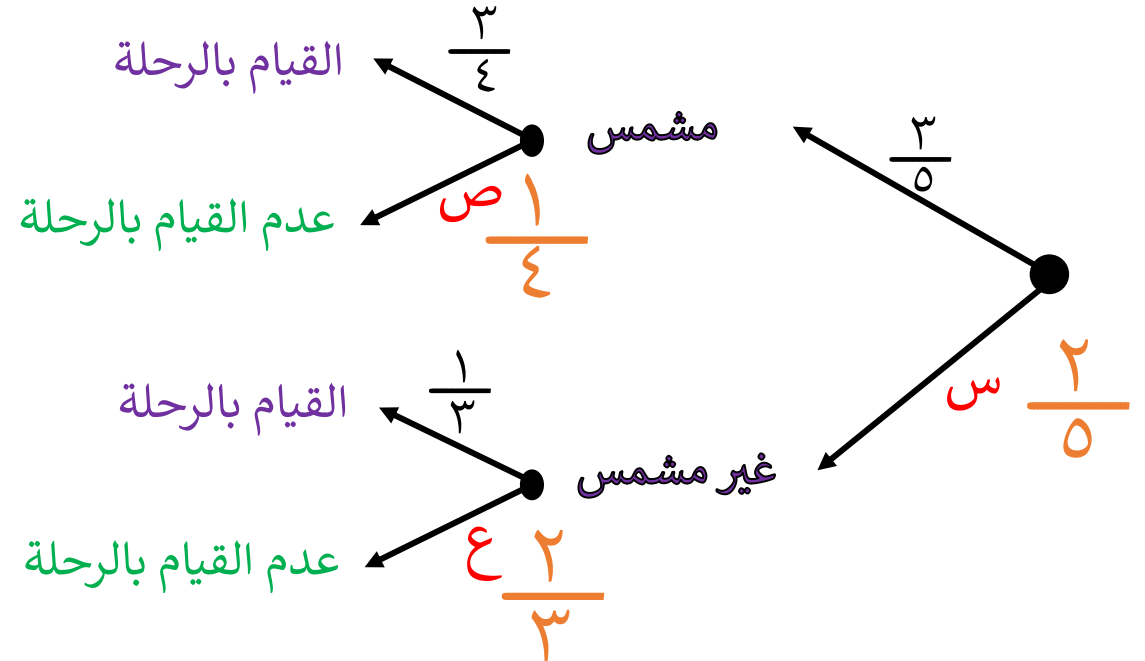 ٣
٥
مشمس
٣
٤
القيام بالرحلة
ص
١
٤
عدم القيام بالرحلة
س
٢
٥
غير مشمس
١
٣
القيام بالرحلة
ع
٢
٣
عدم القيام بالرحلة